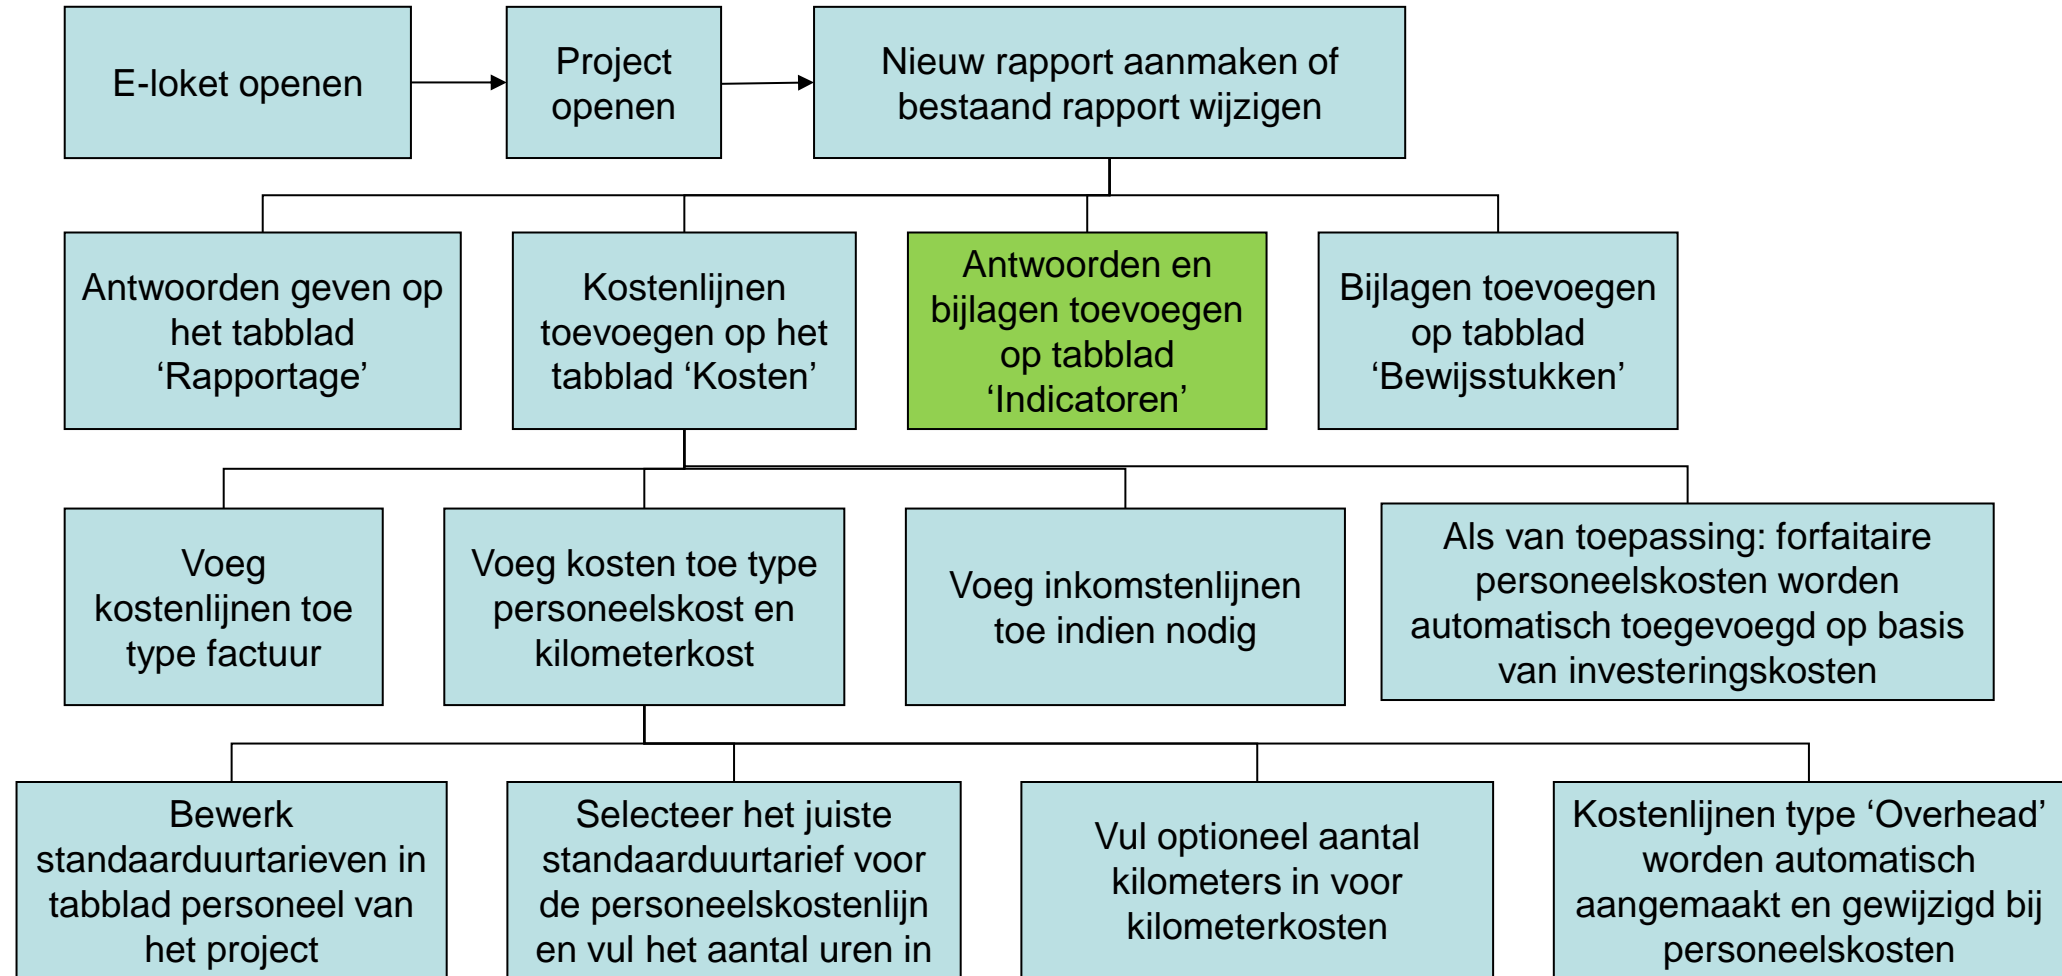 E-loket openen
Project
openen
Nieuw rapport aanmaken of
bestaand rapport wijzigen
Antwoorden geven op
het tabblad
‘Rapportage’
Kostenlijnen
toevoegen op het
tabblad ‘Kosten’
Antwoorden en
bijlagen toevoegen
op tabblad
‘Indicatoren’
Bijlagen toevoegen
op tabblad
‘Bewijsstukken’
Voeg
kostenlijnen toe
type factuur
Voeg kosten toe type
personeelskost en
kilometerkost
Voeg inkomstenlijnen
toe indien nodig
Als van toepassing: forfaitaire
personeelskosten worden
automatisch toegevoegd op basis
van investeringskosten
Bewerk
standaarduurtarieven in
tabblad personeel van
het project
Selecteer het juiste
standaarduurtarief voor
de personeelskostenlijn
en vul het aantal uren in
Vul optioneel aantal
kilometers in voor
kilometerkosten
Kostenlijnen type ‘Overhead’
worden automatisch
aangemaakt en gewijzigd bij
personeelskosten